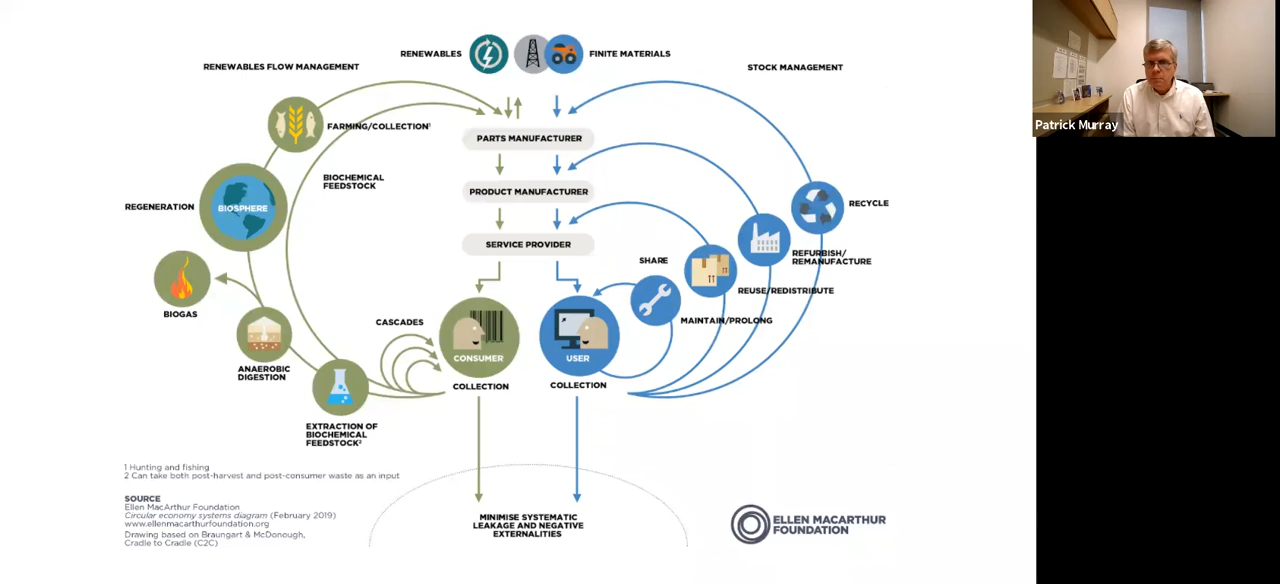 RENEWABLES
FINITE MATERIALS
RENEWABLES FLOW MANAGEMENT
STOCK MANAGEMENT
FARMING/COLLECTION¹
PARTS MANUFACTURER
BIOCHEMICAL
FEEDSTOCK
PRODUCT MANUFACTURER
REGENERATION
BIOSPHERE
RECYCLE
SERVICE PROVIDER
SHARE
REFURBISH/
REMANUFACTURE
REUSE/REDISTRIBUTE
BIOGAS
CASCADES
MAINTAIN/PROLONG
CONSUMER
USER
ANAEROBIC
DIGESTION
COLLECTION
COLLECTION
EXTRACTION OF
BIOCHEMICAL
FEEDSTOCK²
1 Hunting and fishing
2 Can take both post-harvest and post-consumer waste as an input
SOURCE
Ellen MacArthur Foundation
Circular economy systems diagram (February 2019)
www.ellenmacarthurfoundation.org
Drawing based on Braungart & McDonough,
Cradle to Cradle (C2C)
MINIMISE SYSTEMATIC
LEAKAGE AND NEGATIVE
EXTERNALITIES
ELLEN MACARTHUR
FOUNDATION
Patrick Murray